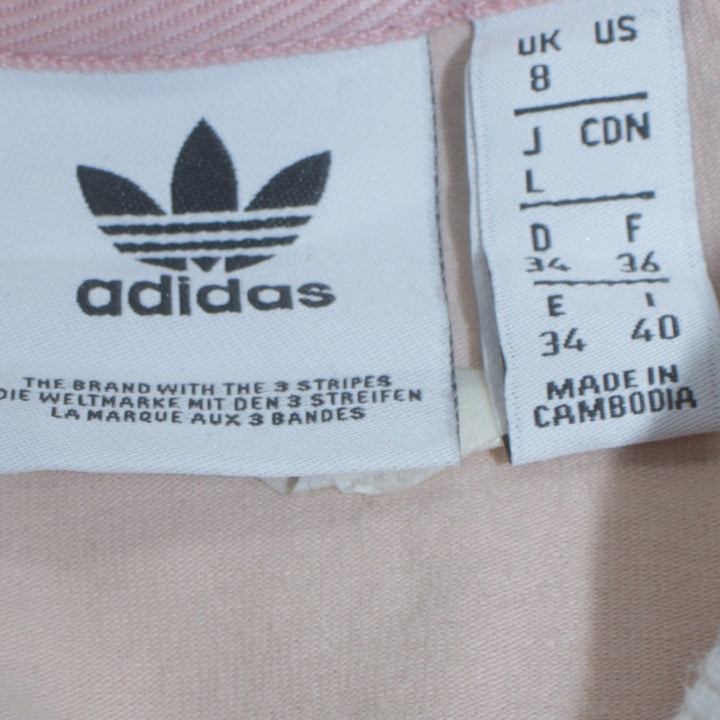 adidas
THE BRAND WITH THE 3 STRIPES
DIE WELTMARKE MIT DEN 3 STREIFEN
LA MARQUE AUX 3 BANDES
UK US
8
J CDN
L
D F
34 36
E I
34 40
MADE IN
CAMBODIA